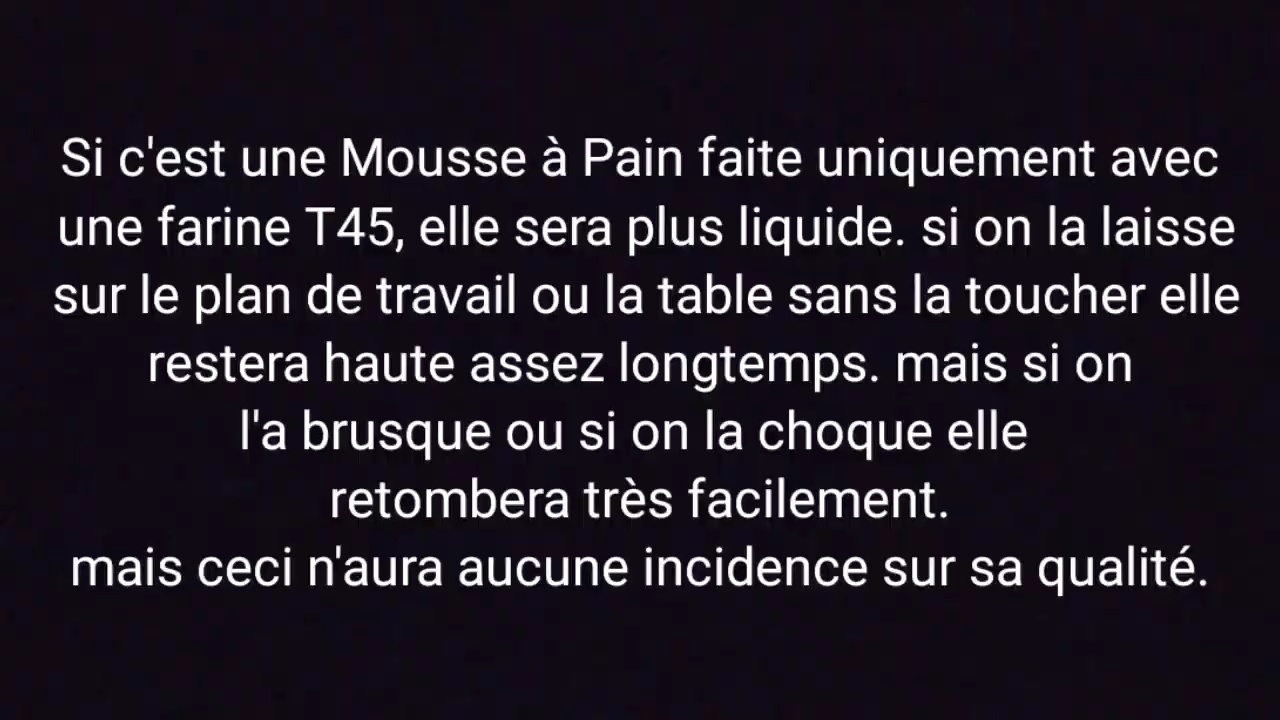 Si c'est une Mousse à Pain faite uniquement avec
une farine T45, elle sera plus liquide. si on la laisse
sur le plan de travail ou la table sans la toucher elle
restera haute assez longtemps. mais si on
l'a brusque ou si on la choque elle
retombera très facilement.
mais ceci n'aura aucune incidence sur sa qualité.